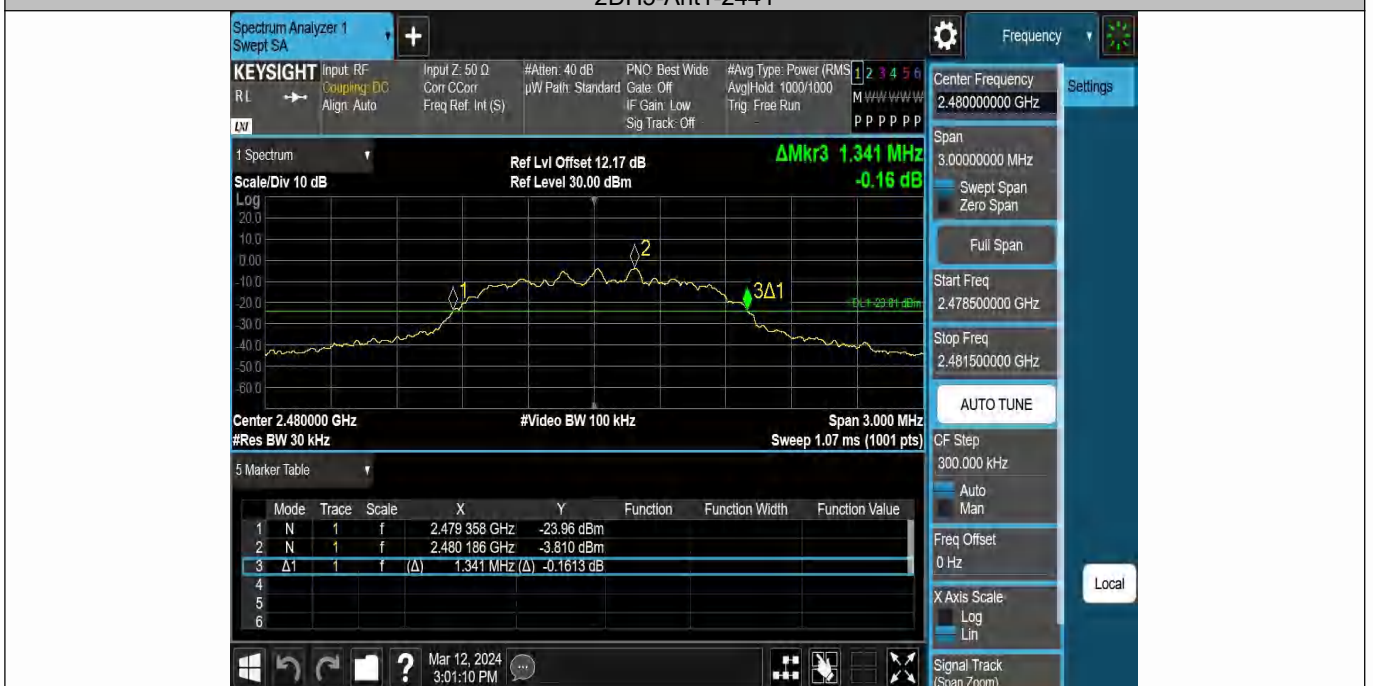 2DH5-Ant1-2441
Spectrum Analyzer 1
Swept SA
+
Frequency
KEYSIGHT
RL
LXI
Input: RF
Coupling: DC
Align: Auto
Input Z: 50 Ω
Corr CCorr
Freq Ref: Int (S)
#Atten: 40 dB
µW Path: Standard
PNO: Best Wide
Gate: Off
IF Gain: Low
Sig Track: Off
#Avg Type: Power (RMS
Avg|Hold: 1000/1000
Trig: Free Run
1 2 3 4 5 6
M W W W W W
P P P P P P
1 Spectrum
Scale/Div 10 dB
Ref Lvl Offset 12.17 dB
Ref Level 30.00 dBm
ΔMkr3 1.341 MHz
-0.16 dB
Log
20.0
10.0
0.00
-10.0
-20.0
-30.0
-40.0
-50.0
-60.0
1
2
3Δ1
DL1 -23.81 dBm
Center 2.480000 GHz
#Video BW 100 kHz
Span 3.000 MHz
#Res BW 30 kHz
Sweep 1.07 ms (1001 pts)
5 Marker Table
Mode Trace Scale X Y Function Function Width Function Value
1 N 1 f 2.479 358 GHz -23.96 dBm
2 N 1 f 2.480 186 GHz -3.810 dBm
3 Δ1 1 f (Δ) 1.341 MHz (Δ) -0.1613 dB
4
5
6
Mar 12, 2024
3:01:10 PM
?
Center Frequency
2.480000000 GHz
Settings
Span
3.00000000 MHz
Swept Span
Zero Span
Full Span
Start Freq
2.478500000 GHz
Stop Freq
2.481500000 GHz
AUTO TUNE
CF Step
300.000 kHz
Auto
Man
Freq Offset
0 Hz
X Axis Scale
Log
Lin
Local
Signal Track
(Span Zoom)